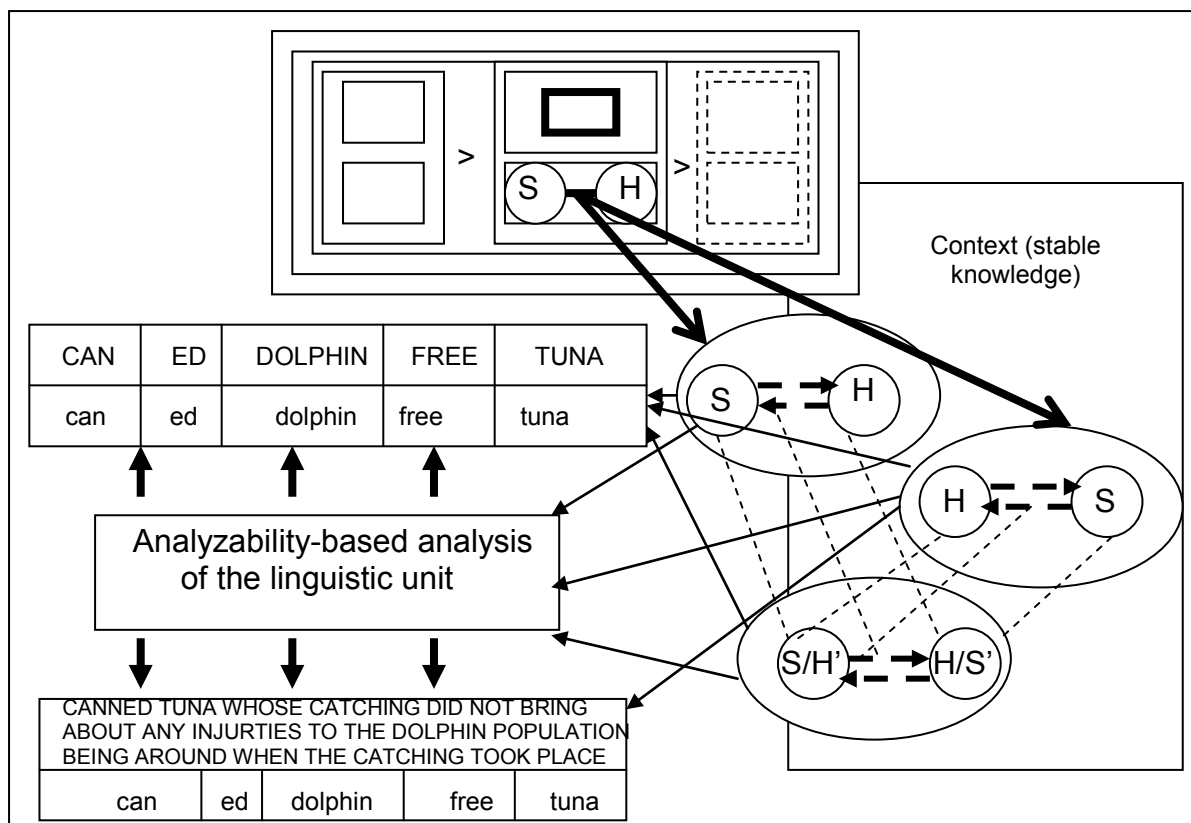 > >
S H
Context (stable
knowledge)
CAN ED DOLPHIN FREE TUNA
can ed dolphin free tuna
S H
H S
Analyzability-based analysis
of the linguistic unit
S/H’ H/S’
CANNED TUNA WHOSE CATCHING DID NOT BRING
ABOUT ANY INJURTIES TO THE DOLPHIN POPULATION
BEING AROUND WHEN THE CATCHING TOOK PLACE
can ed dolphin free tuna